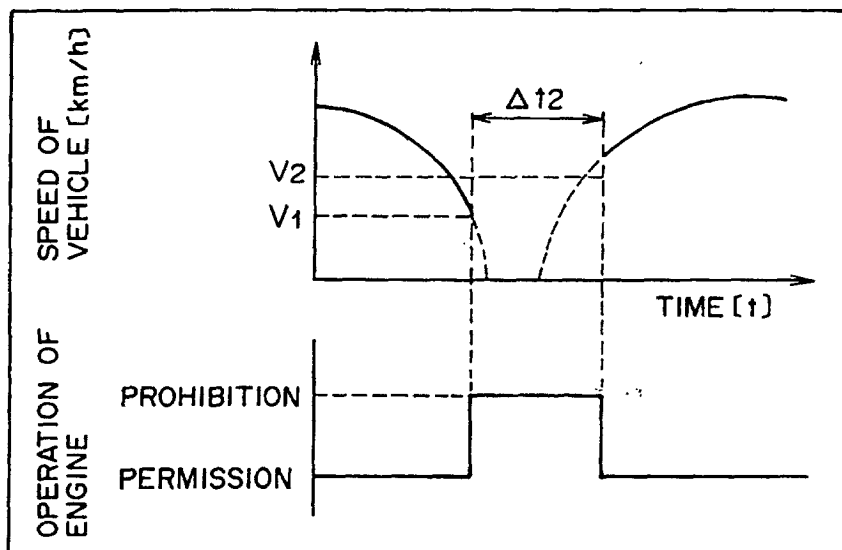 SPEED OF
VEHICLE [km/h]
Δt2
V2
V1
TIME [t]
OPERATION OF
ENGINE
PROHIBITION
PERMISSION